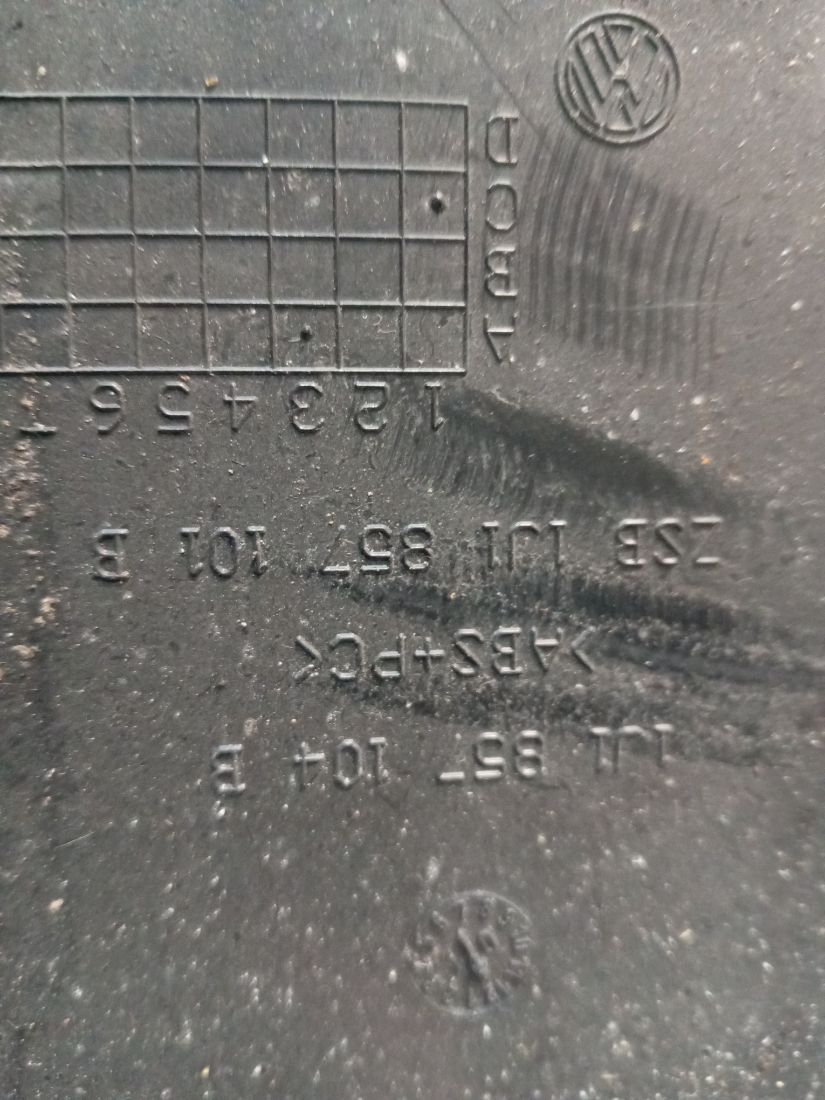 1J1 857 104 B
>ABS+PC<
ZSB 1J1 857 101 B
1 2 3 4 5 6 7
A
B
C
D